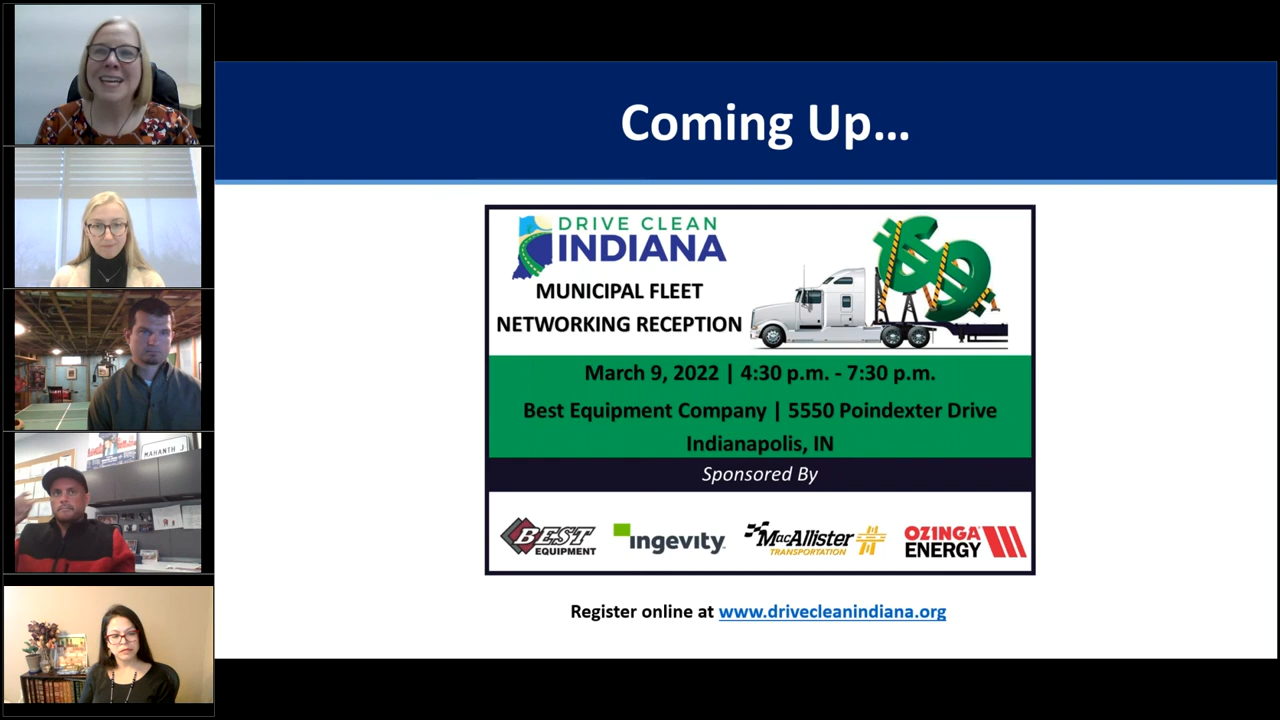 Coming Up...
DRIVE CLEAN
INDIANA
MUNICIPAL FLEET
NETWORKING RECEPTION
March 9, 2022 | 4:30 p.m. - 7:30 p.m.
Best Equipment Company | 5550 Poindexter Drive
Indianapolis, IN
Sponsored By
BEST
EQUIPMENT
ingevity
MacAllister
TRANSPORTATION
OZINGA
ENERGY
Register online at www.drivecleanindiana.org
MAHANTH J